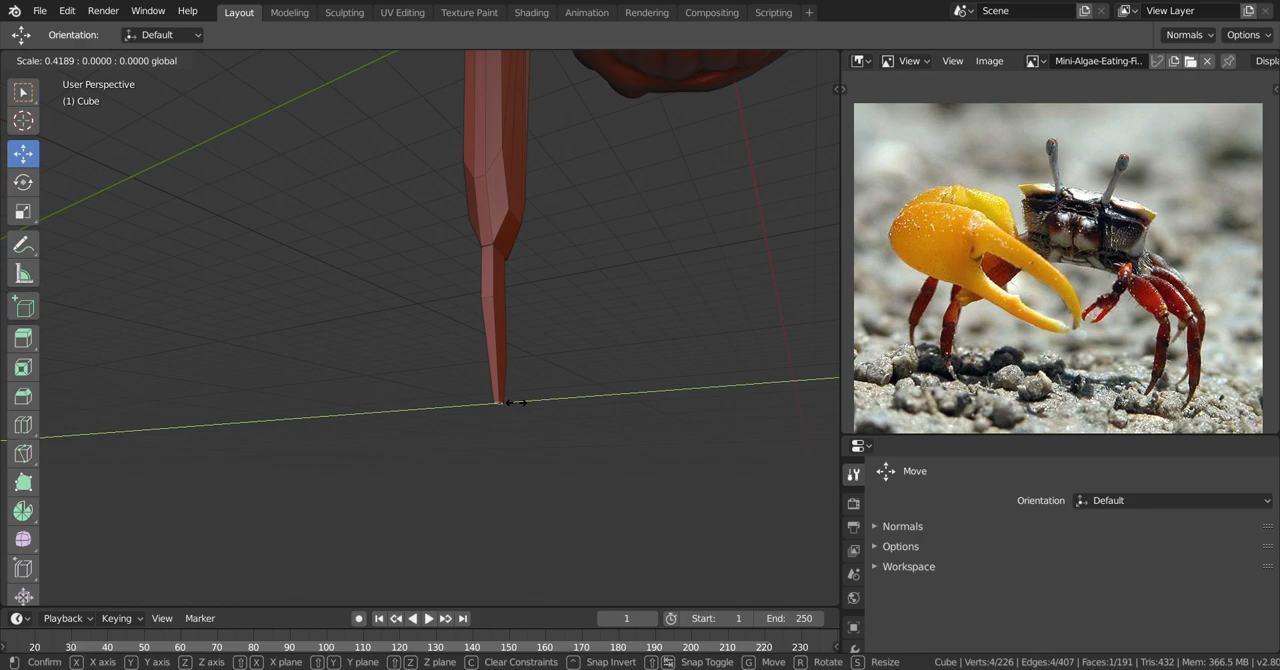 File Edit Render Window Help Layout Modeling Sculpting UV Editing Texture Paint Shading Animation Rendering Compositing Scripting + Scene View Layer
Orientation: Default Normals Options
Scale: 0.4189 : 0.0000 : 0.0000 global
View View Image Mini-Algae-Eating-Fi.. Displa
User Perspective
(1) Cube
Move
Orientation Default
Normals
Options
Workspace
Playback Keying View Marker 1 Start: 1 End: 250
20 30 40 50 60 70 80 90 100 110 120 130 140 150 160 170 180 190 200 210 220 230
Confirm X X axis Y Y axis Z Z axis X X plane Y Y plane Z Z plane C Clear Constraints ^ Snap Invert Snap Toggle G Move R Rotate S Resize Cube | Verts:4/226 | Edges:4/407 | Faces:1/191 | Tris:432 | Mem: 366.5 MB | v2.80